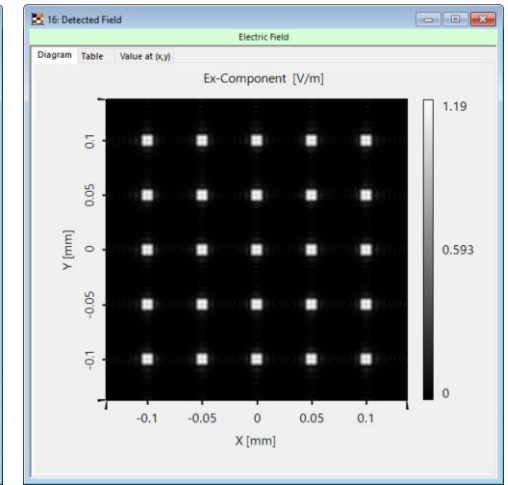 16: Detected Field
Electric Field
Diagram Table Value at (x,y)
Ex-Component [V/m]
1.19
0.593
0
0.1
0.05
0
-0.05
-0.1
Y [mm]
-0.1 -0.05 0 0.05 0.1
X [mm]